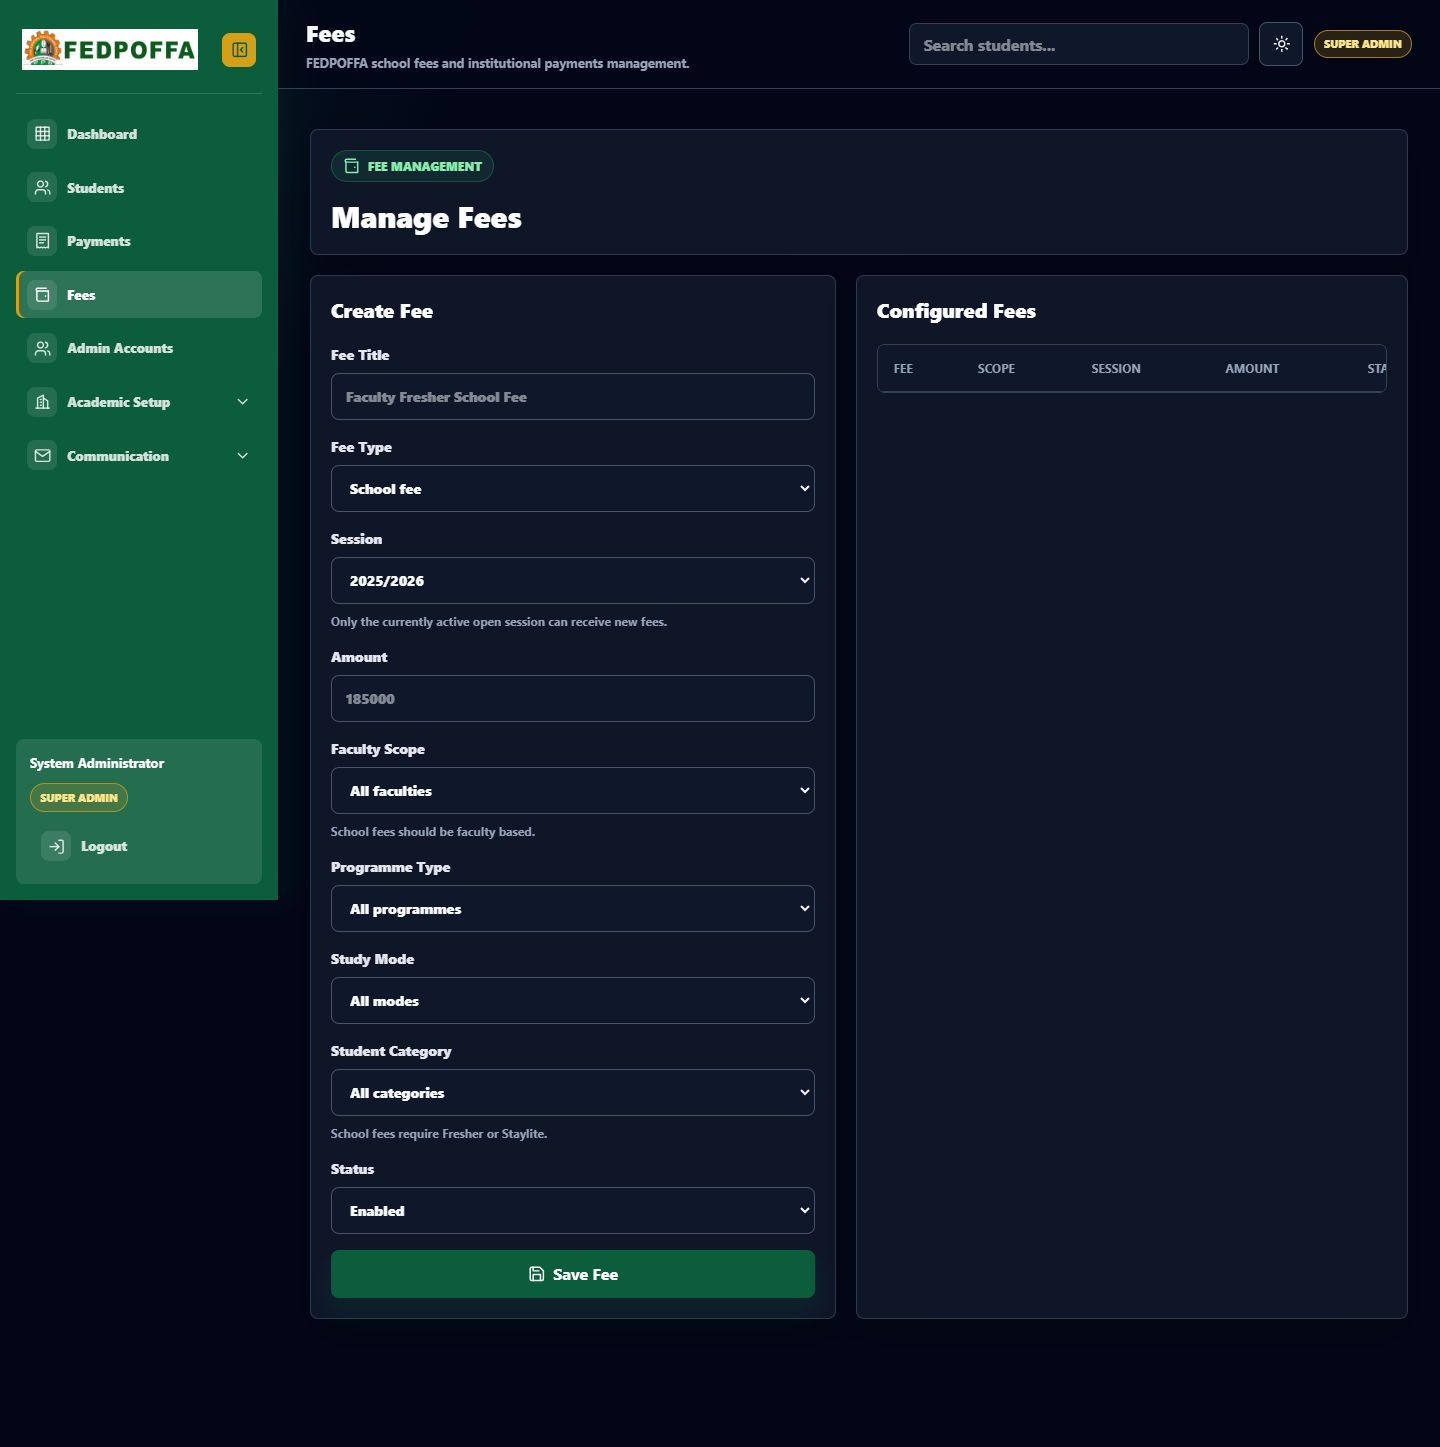 FEDPOFFA
Dashboard
Students
Payments
Fees
Admin Accounts
Academic Setup
Communication
System Administrator
SUPER ADMIN
Logout
Fees
FEDPOFFA school fees and institutional payments management.
Search students...
SUPER ADMIN
FEE MANAGEMENT
Manage Fees
Create Fee
Fee Title
Faculty Fresher School Fee
Fee Type
School fee
Session
2025/2026
Only the currently active open session can receive new fees.
Amount
185000
Faculty Scope
All faculties
School fees should be faculty based.
Programme Type
All programmes
Study Mode
All modes
Student Category
All categories
School fees require Fresher or Staylite.
Status
Enabled
Save Fee
Configured Fees
FEE SCOPE SESSION AMOUNT STA